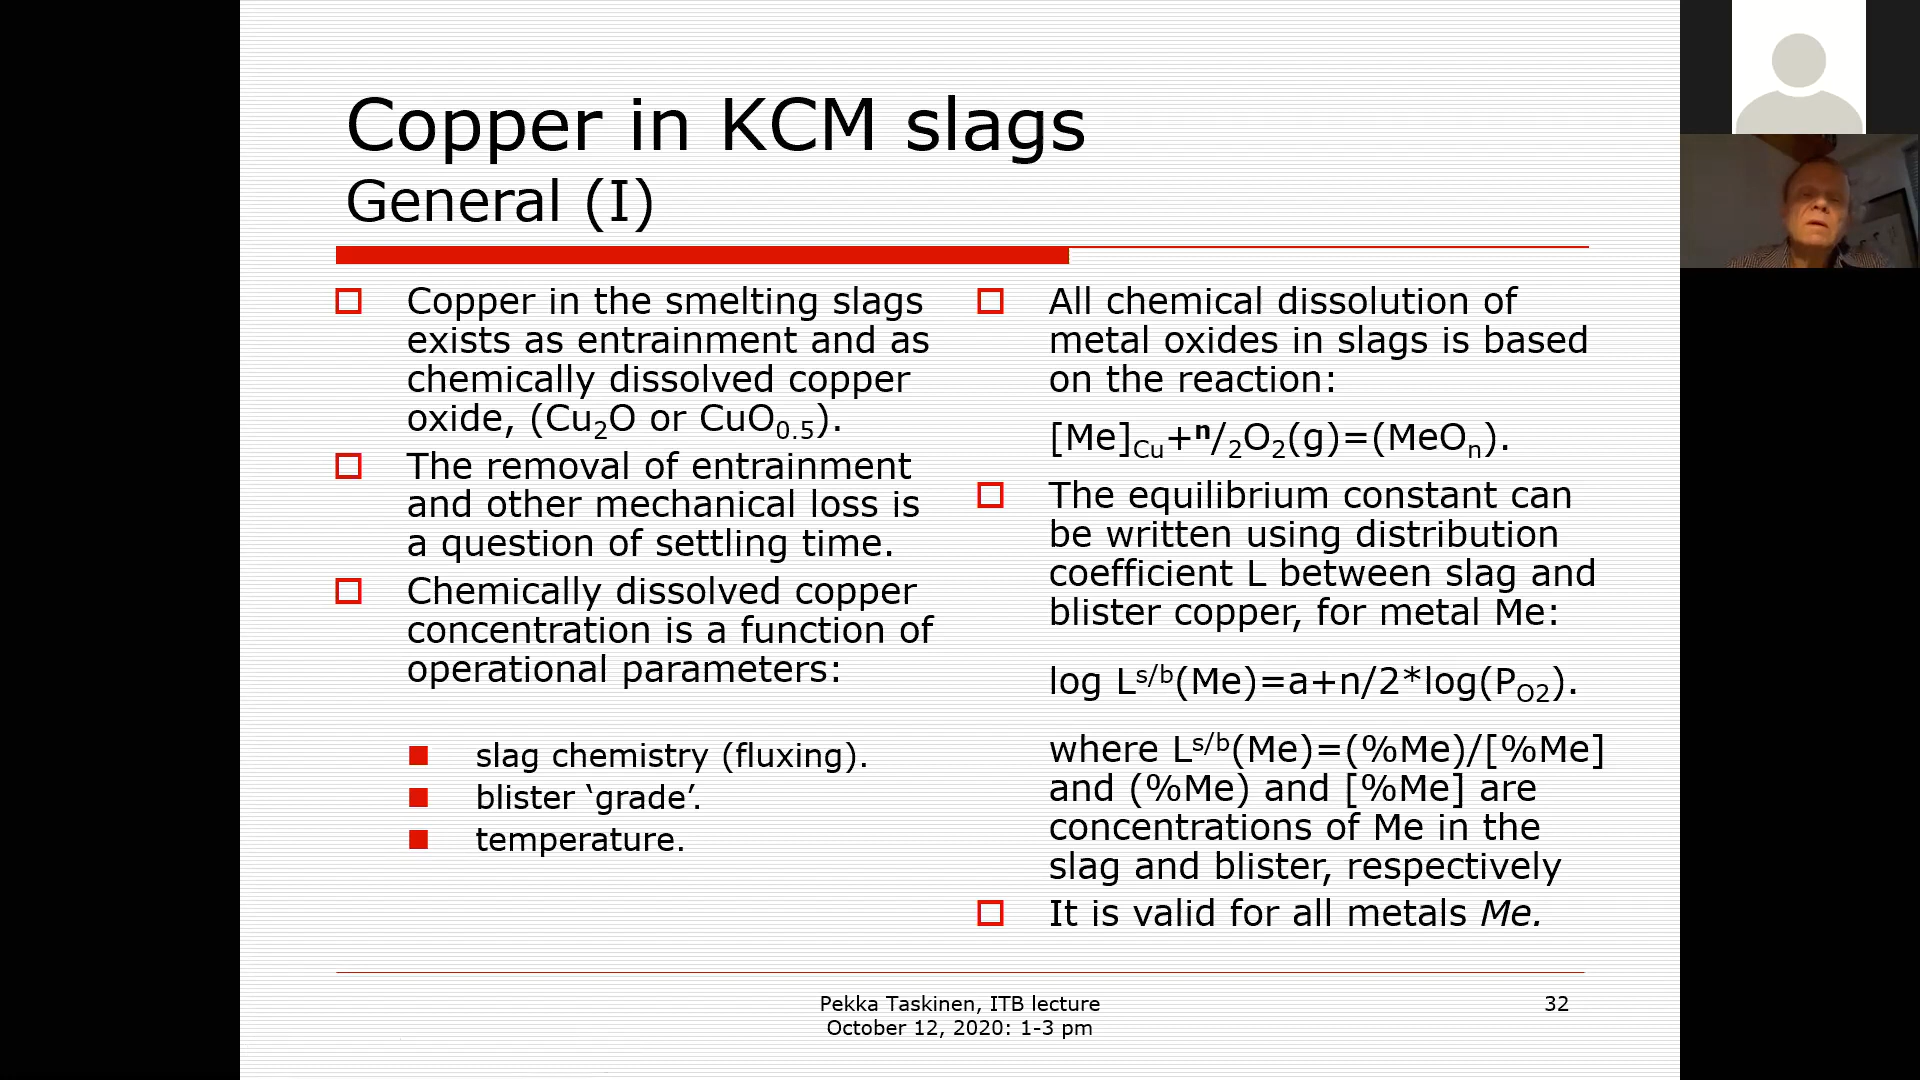 Copper in KCM slags
General (I)
Copper in the smelting slags
exists as entrainment and as
chemically dissolved copper
oxide, (Cu₂O or CuO₀.₅).
The removal of entrainment
and other mechanical loss is
a question of settling time.
Chemically dissolved copper
concentration is a function of
operational parameters:
slag chemistry (fluxing).
blister ‘grade’.
temperature.
All chemical dissolution of
metal oxides in slags is based
on the reaction:
[Me]Cu+ⁿ/₂O₂(g)=(MeOₙ).
The equilibrium constant can
be written using distribution
coefficient L between slag and
blister copper, for metal Me:
log Lˢ/ᵇ(Me)=a+n/2*log(PO2).
where Lˢ/ᵇ(Me)=(%Me)/[%Me]
and (%Me) and [%Me] are
concentrations of Me in the
slag and blister, respectively
It is valid for all metals Me.
Pekka Taskinen, ITB lecture
October 12, 2020: 1-3 pm
32